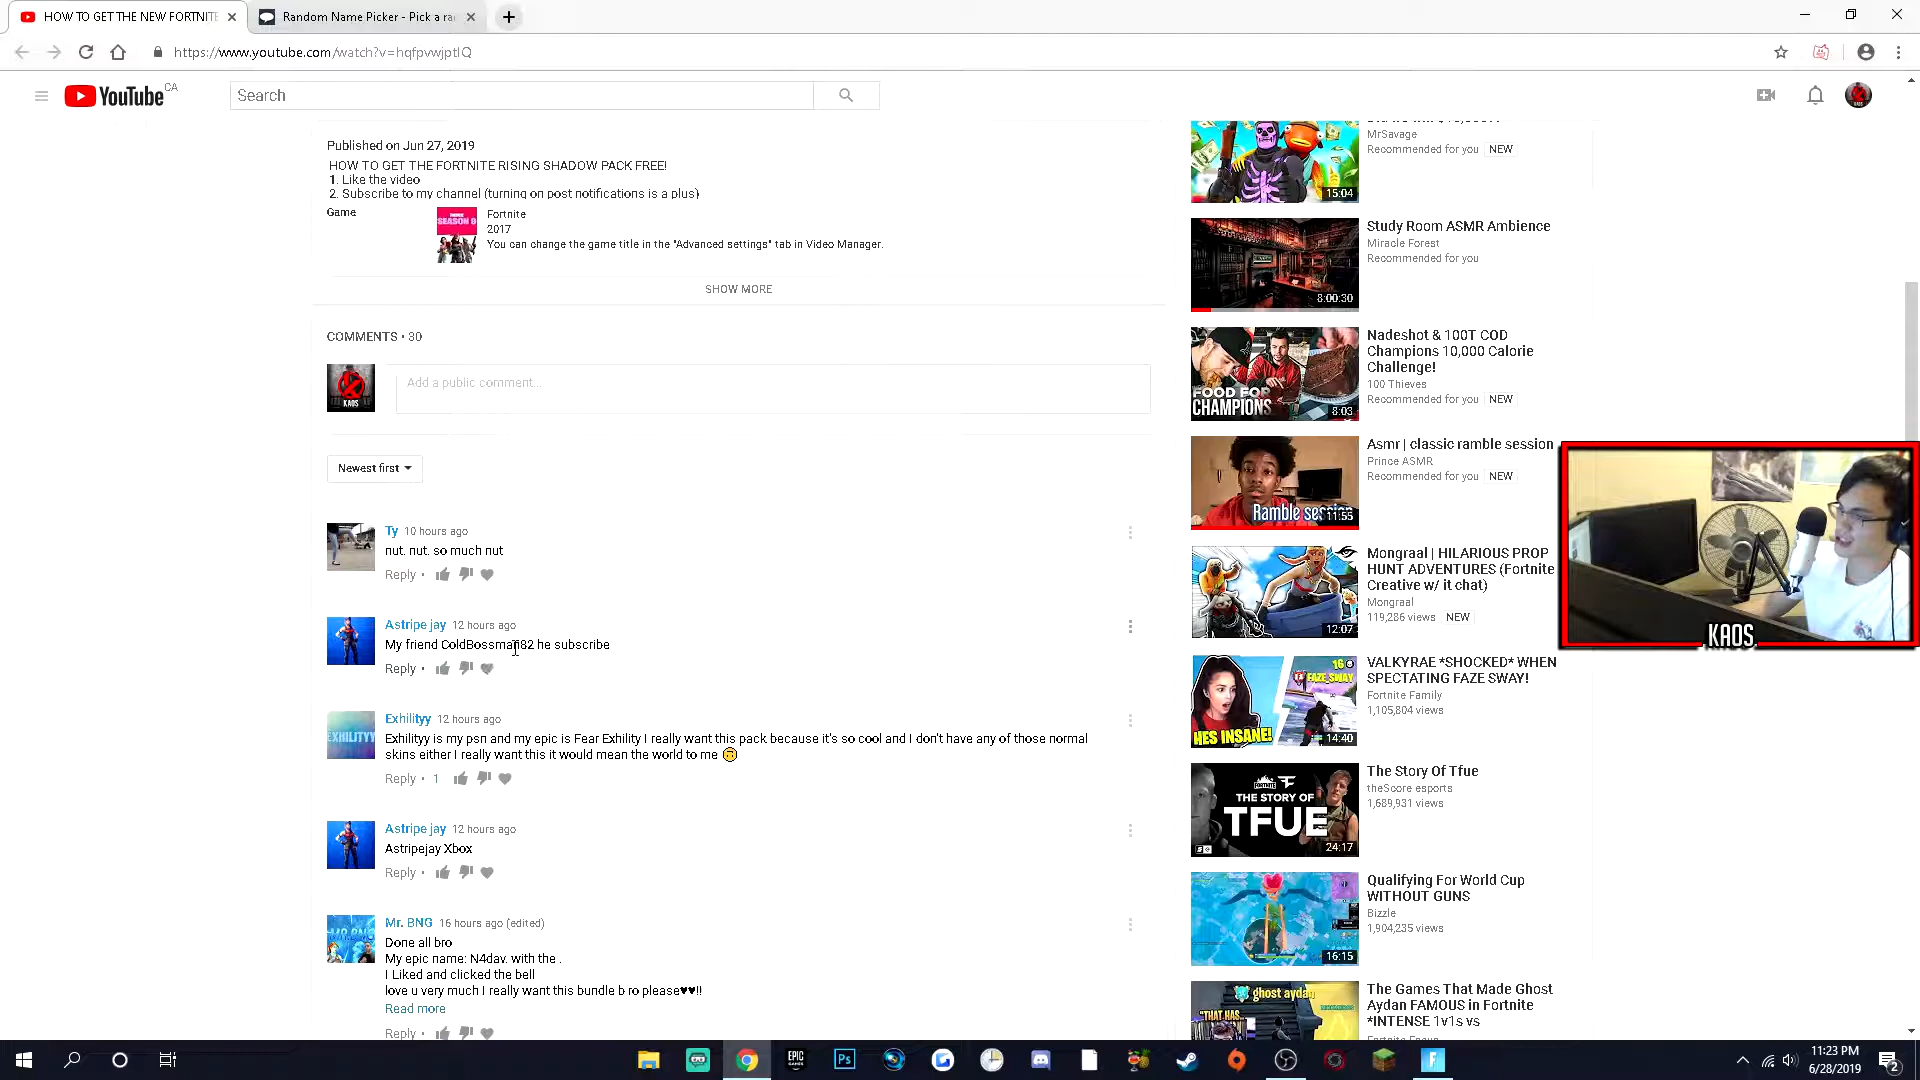 HOW TO GET THE NEW FORTNITE
Random Name Picker - Pick a ra
https://www.youtube.com/watch?v=hqfpvwjptlQ
YouTube CA
Search
Published on Jun 27, 2019
HOW TO GET THE FORTNITE RISING SHADOW PACK FREE!
1. Like the video
2. Subscribe to my channel (turning on post notifications is a plus)
Game
SEASON 8
Fortnite
2017
You can change the game title in the "Advanced settings" tab in Video Manager.
SHOW MORE
COMMENTS • 30
KAOS
Add a public comment...
Newest first
Ty 10 hours ago
nut. nut. so much nut
Reply •
Astripe jay 12 hours ago
My friend ColdBossman82 he subscribe
Reply •
EXHILITYY
Exhilityy 12 hours ago
Exhilityy is my psn and my epic is Fear Exhility I really want this pack because it's so cool and I don't have any of those normal
skins either I really want this it would mean the world to me
Reply • 1
Astripe jay 12 hours ago
Astripejay Xbox
Reply •
MR.BNG
Mr. BNG 16 hours ago (edited)
Done all bro
My epic name: N4dav. with the .
I Liked and clicked the bell
love u very much I really want this bundle b ro please♥♥!!
Read more
Reply •
15:04
MrSavage
Recommended for you NEW
8:00:30
Study Room ASMR Ambience
Miracle Forest
Recommended for you
FOOD FOR
CHAMPIONS
8:03
Nadeshot & 100T COD
Champions 10,000 Calorie
Challenge!
100 Thieves
Recommended for you NEW
Ramble session
11:55
Asmr | classic ramble session
Prince ASMR
Recommended for you NEW
12:07
Mongraal | HILARIOUS PROP
HUNT ADVENTURES (Fortnite
Creative w/ it chat)
Mongraal
119,286 views NEW
16
FAZE SWAY
HES INSANE!
14:40
VALKYRAE *SHOCKED* WHEN
SPECTATING FAZE SWAY!
Fortnite Family
1,105,804 views
THE STORY OF
TFUE
24:17
The Story Of Tfue
theScore esports
1,689,931 views
16:15
Qualifying For World Cup
WITHOUT GUNS
Bizzle
1,904,235 views
ghost aydan
"THAT HAS...
The Games That Made Ghost
Aydan FAMOUS in Fortnite
*INTENSE 1v1s vs
KAOS
EPIC
GAMES
Ps
11:23 PM
6/28/2019
2